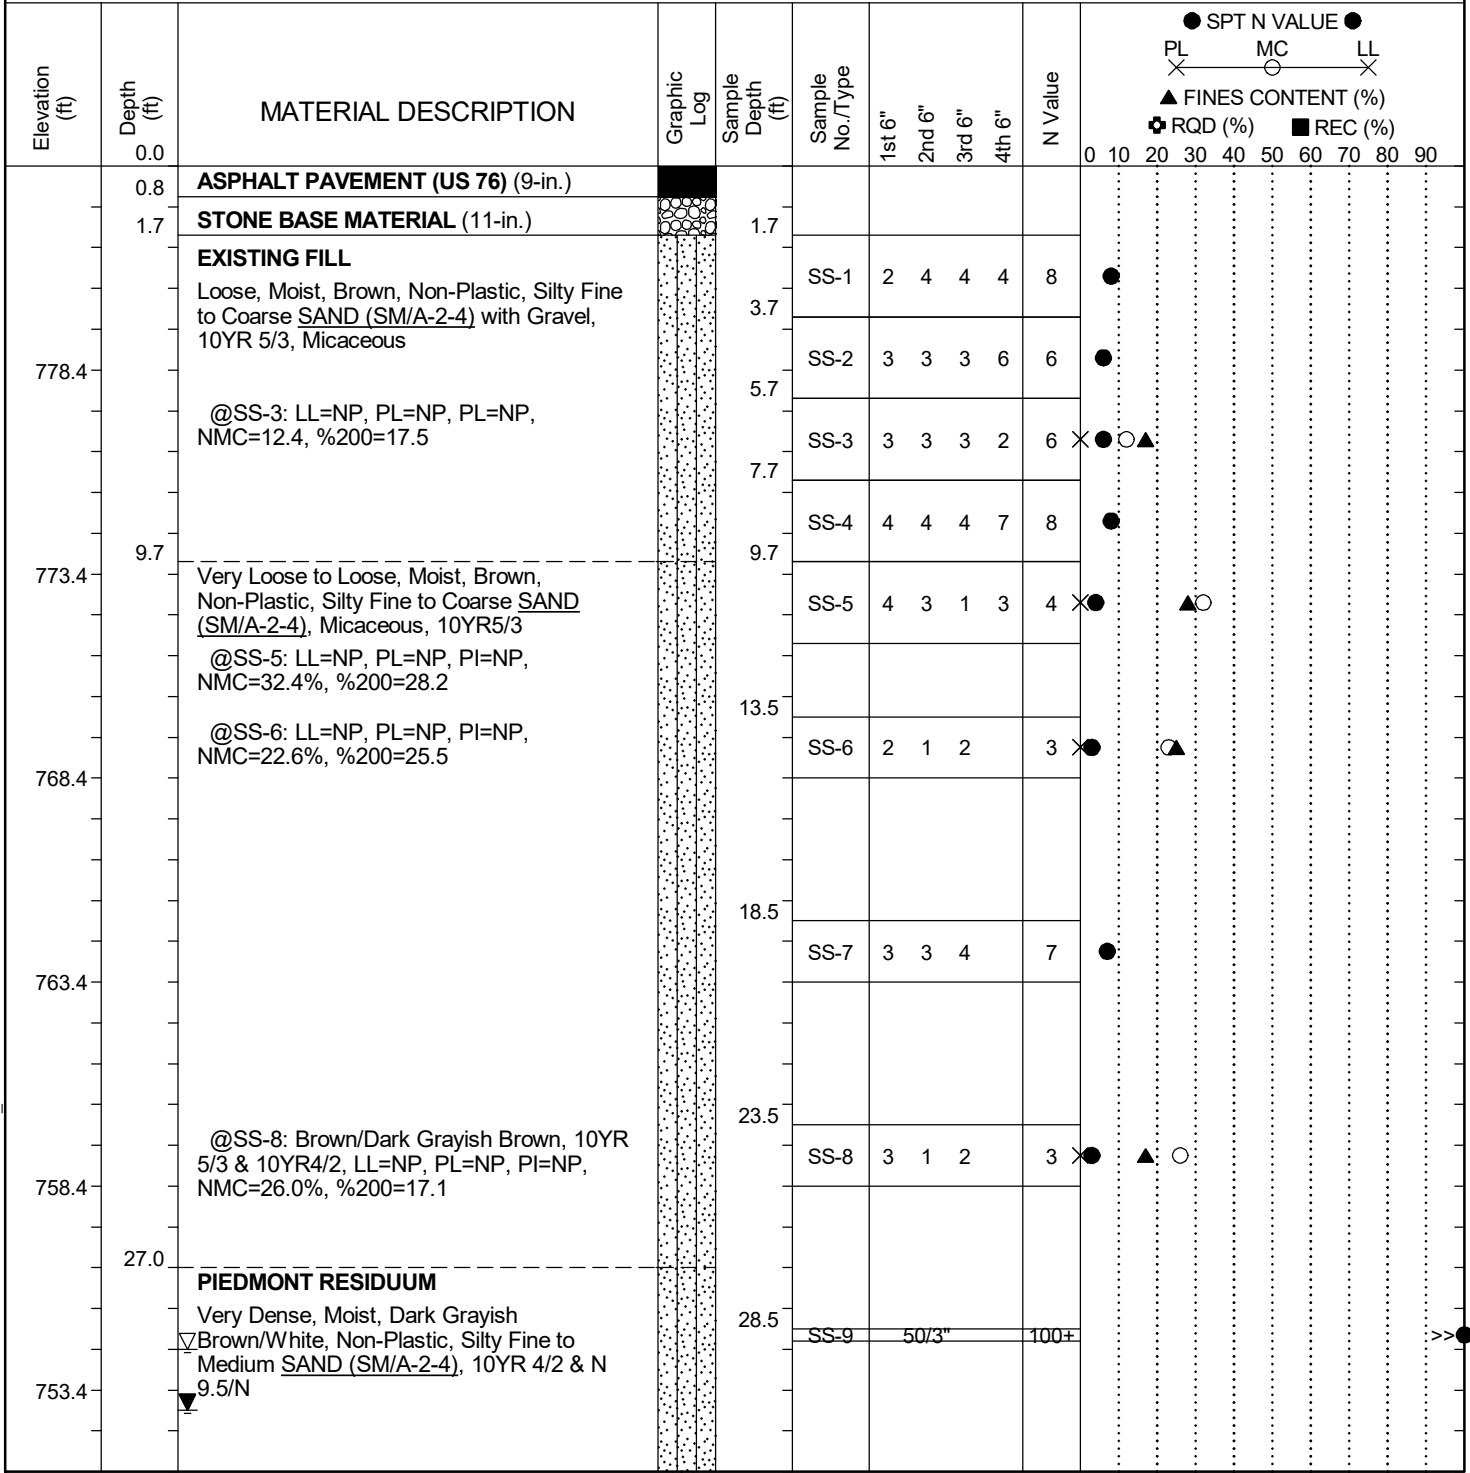 ● SPT N VALUE ●
PL MC LL
▲ FINES CONTENT (%)
RQD (%) ■ REC (%)
Elevation (ft)
Depth (ft)
0.0
MATERIAL DESCRIPTION
Graphic Log
Sample Depth (ft)
Sample No./Type
1st 6"
2nd 6"
3rd 6"
4th 6"
N Value
0 10 20 30 40 50 60 70 80 90
0.8 ASPHALT PAVEMENT (US 76) (9-in.)
1.7 STONE BASE MATERIAL (11-in.) 1.7
EXISTING FILL
SS-1 2 4 4 4 8
Loose, Moist, Brown, Non-Plastic, Silty Fine
to Coarse SAND (SM/A-2-4) with Gravel,
10YR 5/3, Micaceous
3.7
SS-2 3 3 3 6 6
778.4
5.7
@SS-3: LL=NP, PL=NP, PL=NP,
NMC=12.4, %200=17.5
SS-3 3 3 3 2 6
7.7
SS-4 4 4 4 7 8
9.7 9.7
773.4
Very Loose to Loose, Moist, Brown,
Non-Plastic, Silty Fine to Coarse SAND
(SM/A-2-4), Micaceous, 10YR5/3
SS-5 4 3 1 3 4
@SS-5: LL=NP, PL=NP, PI=NP,
NMC=32.4%, %200=28.2
13.5
@SS-6: LL=NP, PL=NP, PI=NP,
NMC=22.6%, %200=25.5
SS-6 2 1 2 3
768.4
18.5
SS-7 3 3 4 7
763.4
23.5
@SS-8: Brown/Dark Grayish Brown, 10YR
5/3 & 10YR4/2, LL=NP, PL=NP, PI=NP,
NMC=26.0%, %200=17.1
SS-8 3 1 2 3
758.4
27.0
PIEDMONT RESIDUUM
Very Dense, Moist, Dark Grayish
Brown/White, Non-Plastic, Silty Fine to
Medium SAND (SM/A-2-4), 10YR 4/2 & N
9.5/N
28.5
SS-9 50/3" 100+ >>
753.4